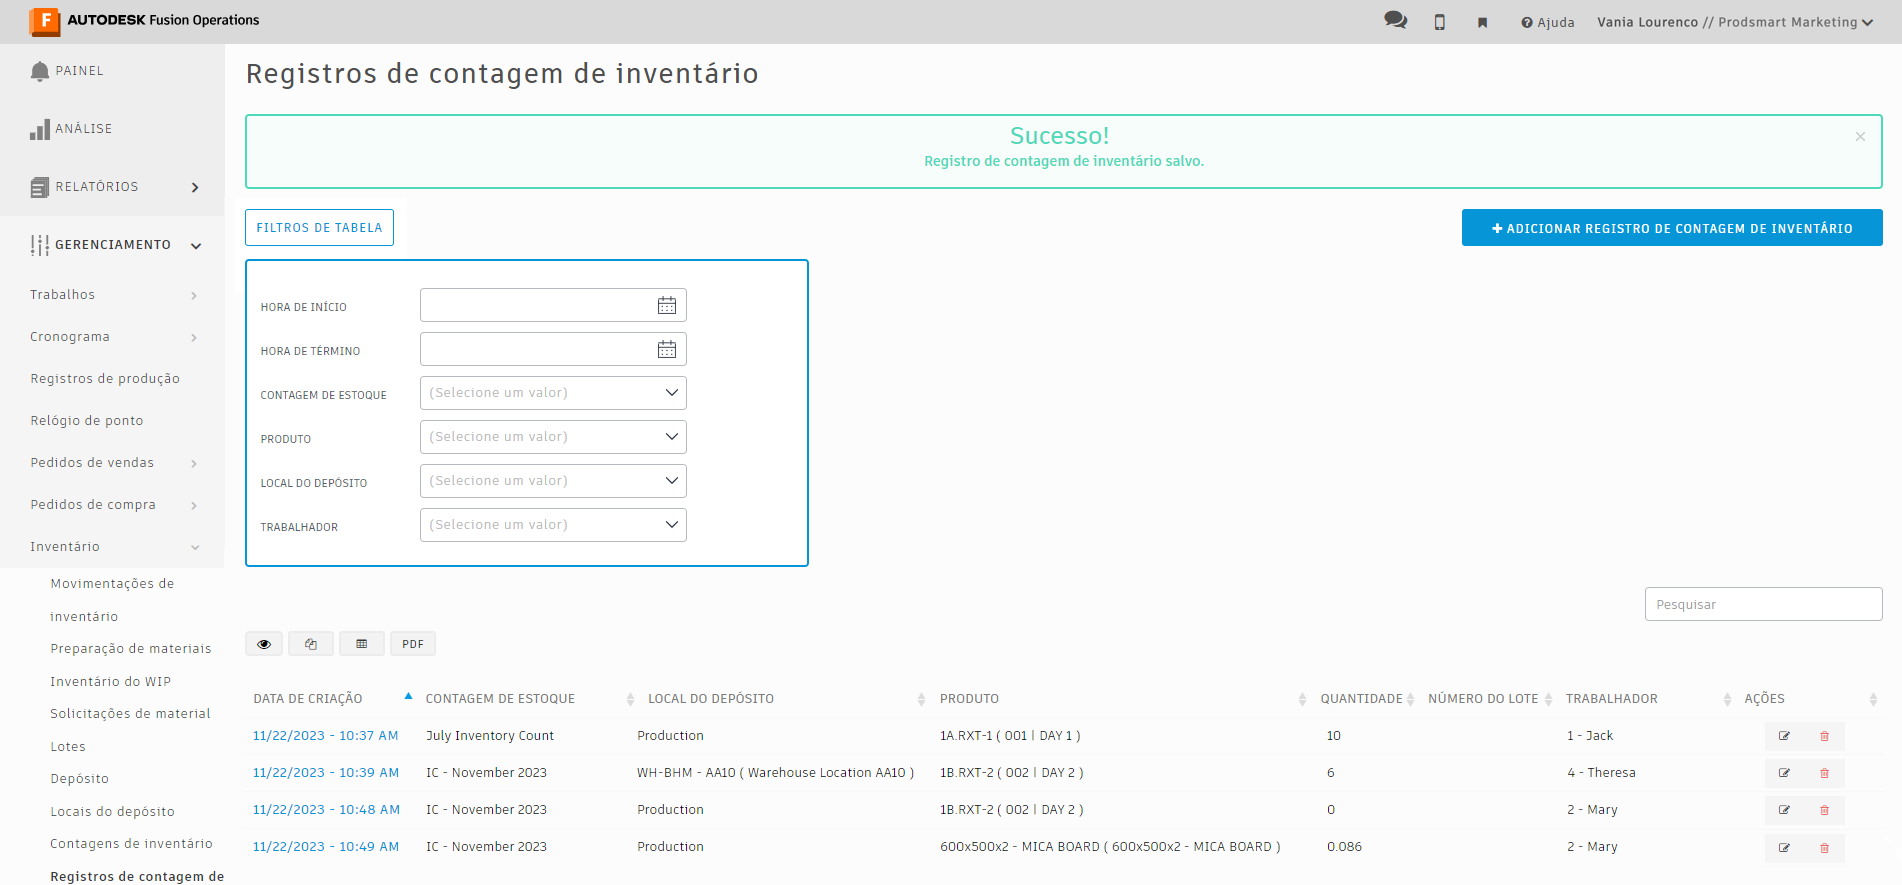 F AUTODESK Fusion Operations
Ajuda
Vania Lourenco // Prodsmart Marketing
PAINEL
ANÁLISE
RELATÓRIOS
GERENCIAMENTO
Trabalhos
Cronograma
Registros de produção
Relógio de ponto
Pedidos de vendas
Pedidos de compra
Inventário
Movimentações de
inventário
Preparação de materiais
Inventário do WIP
Solicitações de material
Lotes
Depósito
Locais do depósito
Contagens de inventário
Registros de contagem de
Registros de contagem de inventário
Sucesso!
×
Registro de contagem de inventário salvo.
FILTROS DE TABELA
+ ADICIONAR REGISTRO DE CONTAGEM DE INVENTÁRIO
HORA DE INÍCIO
HORA DE TÉRMINO
CONTAGEM DE ESTOQUE (Selecione um valor)
PRODUTO (Selecione um valor)
LOCAL DO DEPÓSITO (Selecione um valor)
TRABALHADOR (Selecione um valor)
Pesquisar
PDF
DATA DE CRIAÇÃO CONTAGEM DE ESTOQUE LOCAL DO DEPÓSITO PRODUTO QUANTIDADE NÚMERO DO LOTE TRABALHADOR AÇÕES
11/22/2023 - 10:37 AM July Inventory Count Production 1A.RXT-1 ( 001 | DAY 1 ) 10 1 - Jack
11/22/2023 - 10:39 AM IC - November 2023 WH-BHM - AA10 ( Warehouse Location AA10 ) 1B.RXT-2 ( 002 | DAY 2 ) 6 4 - Theresa
11/22/2023 - 10:48 AM IC - November 2023 Production 1B.RXT-2 ( 002 | DAY 2 ) 0 2 - Mary
11/22/2023 - 10:49 AM IC - November 2023 Production 600x500x2 - MICA BOARD ( 600x500x2 - MICA BOARD ) 0.086 2 - Mary